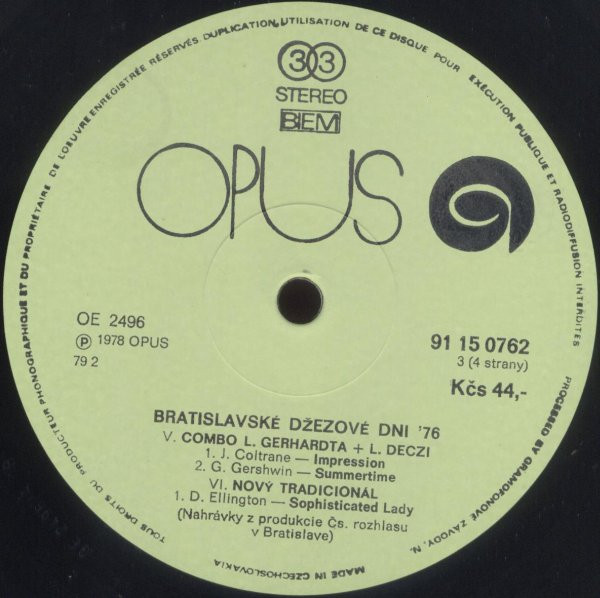 TOUS DROITS DU PRODUCTEUR PHONOGRAPHIQUE ET DU PROPRIÉTAIRE DE L'OEUVRE ENREGISTRÉE RÉSERVÉS DUPLICATION, UTILISATION DE CE DISQUE POUR EXÉCUTION PUBLIQUE ET RADIODIFFUSION INTERDITES
33
STEREO
BIEM
OPUS
OE 2496
℗ 1978 OPUS
79 2
91 15 0762
3 (4 strany)
Kčs 44,-
BRATISLAVSKÉ DŽEZOVÉ DNI '76
V. COMBO L. GERHARDTA + L. DECZI
1. J. Coltrane — Impression
2. G. Gershwin — Summertime
VI. NOVÝ TRADICIONÁL
1. D. Ellington — Sophisticated Lady
(Nahrávky z produkcie Čs. rozhlasu
v Bratislave)
PROCESSED BY GRAMOFONOVÉ ZÁVODY, N.
MADE IN CZECHOSLOVAKIA